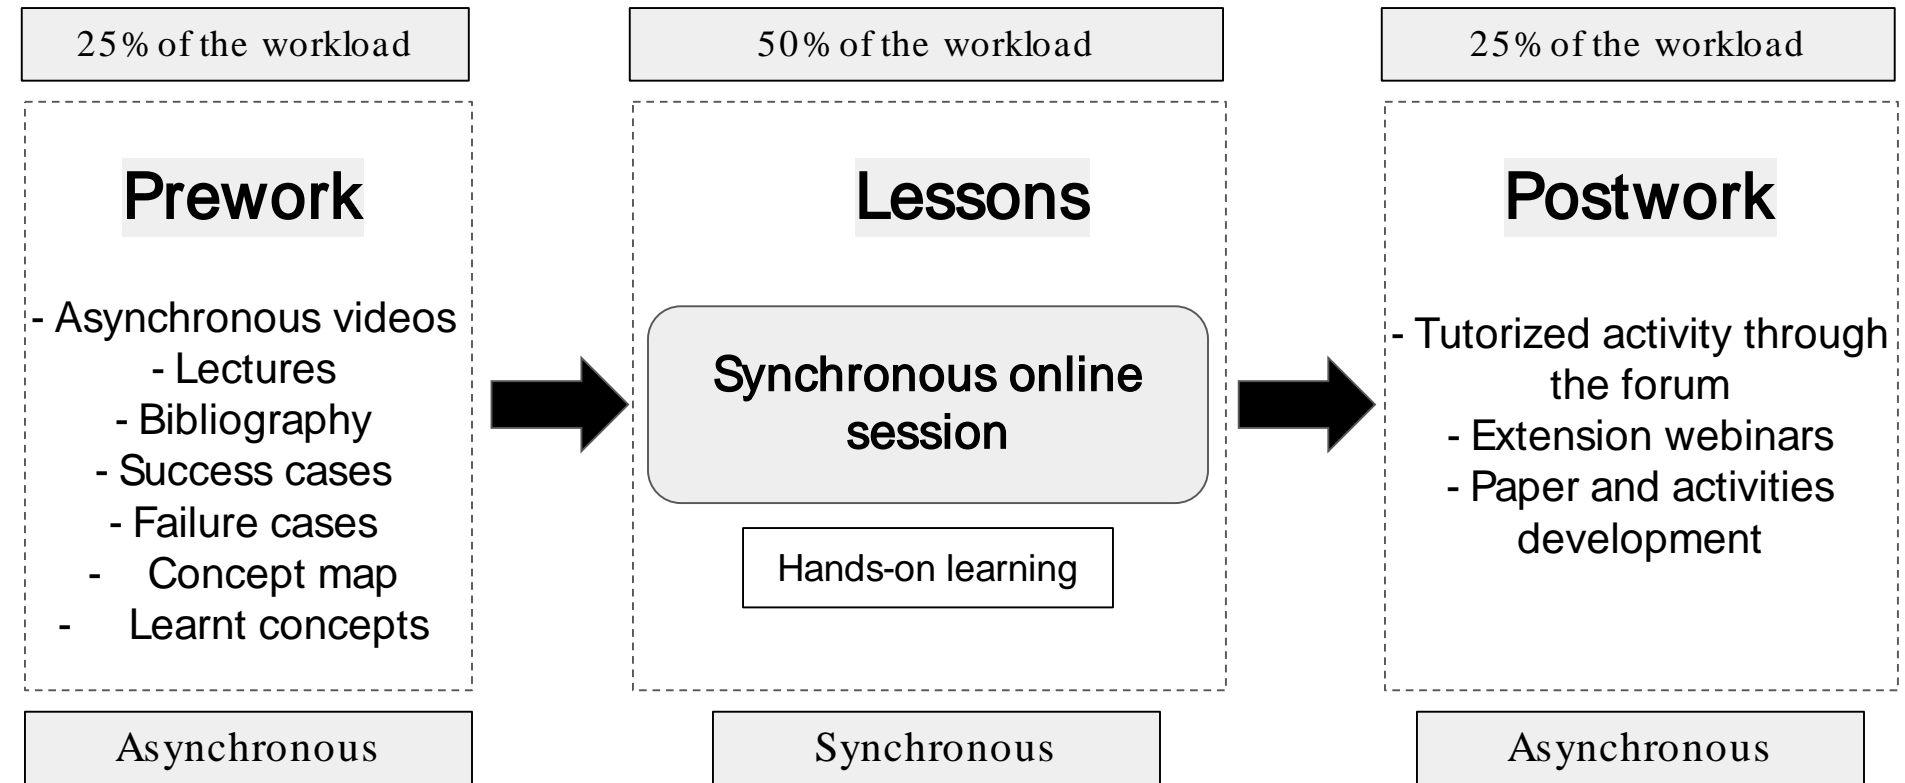 25% of the workload
Prework
- Asynchronous videos
- Lectures
- Bibliography
- Success cases
- Failure cases
- Concept map
- Learnt concepts
Asynchronous
50% of the workload
Lessons
Synchronous online
session
Hands-on learning
Synchronous
25% of the workload
Postwork
- Tutorized activity through
the forum
- Extension webinars
- Paper and activities
development
Asynchronous